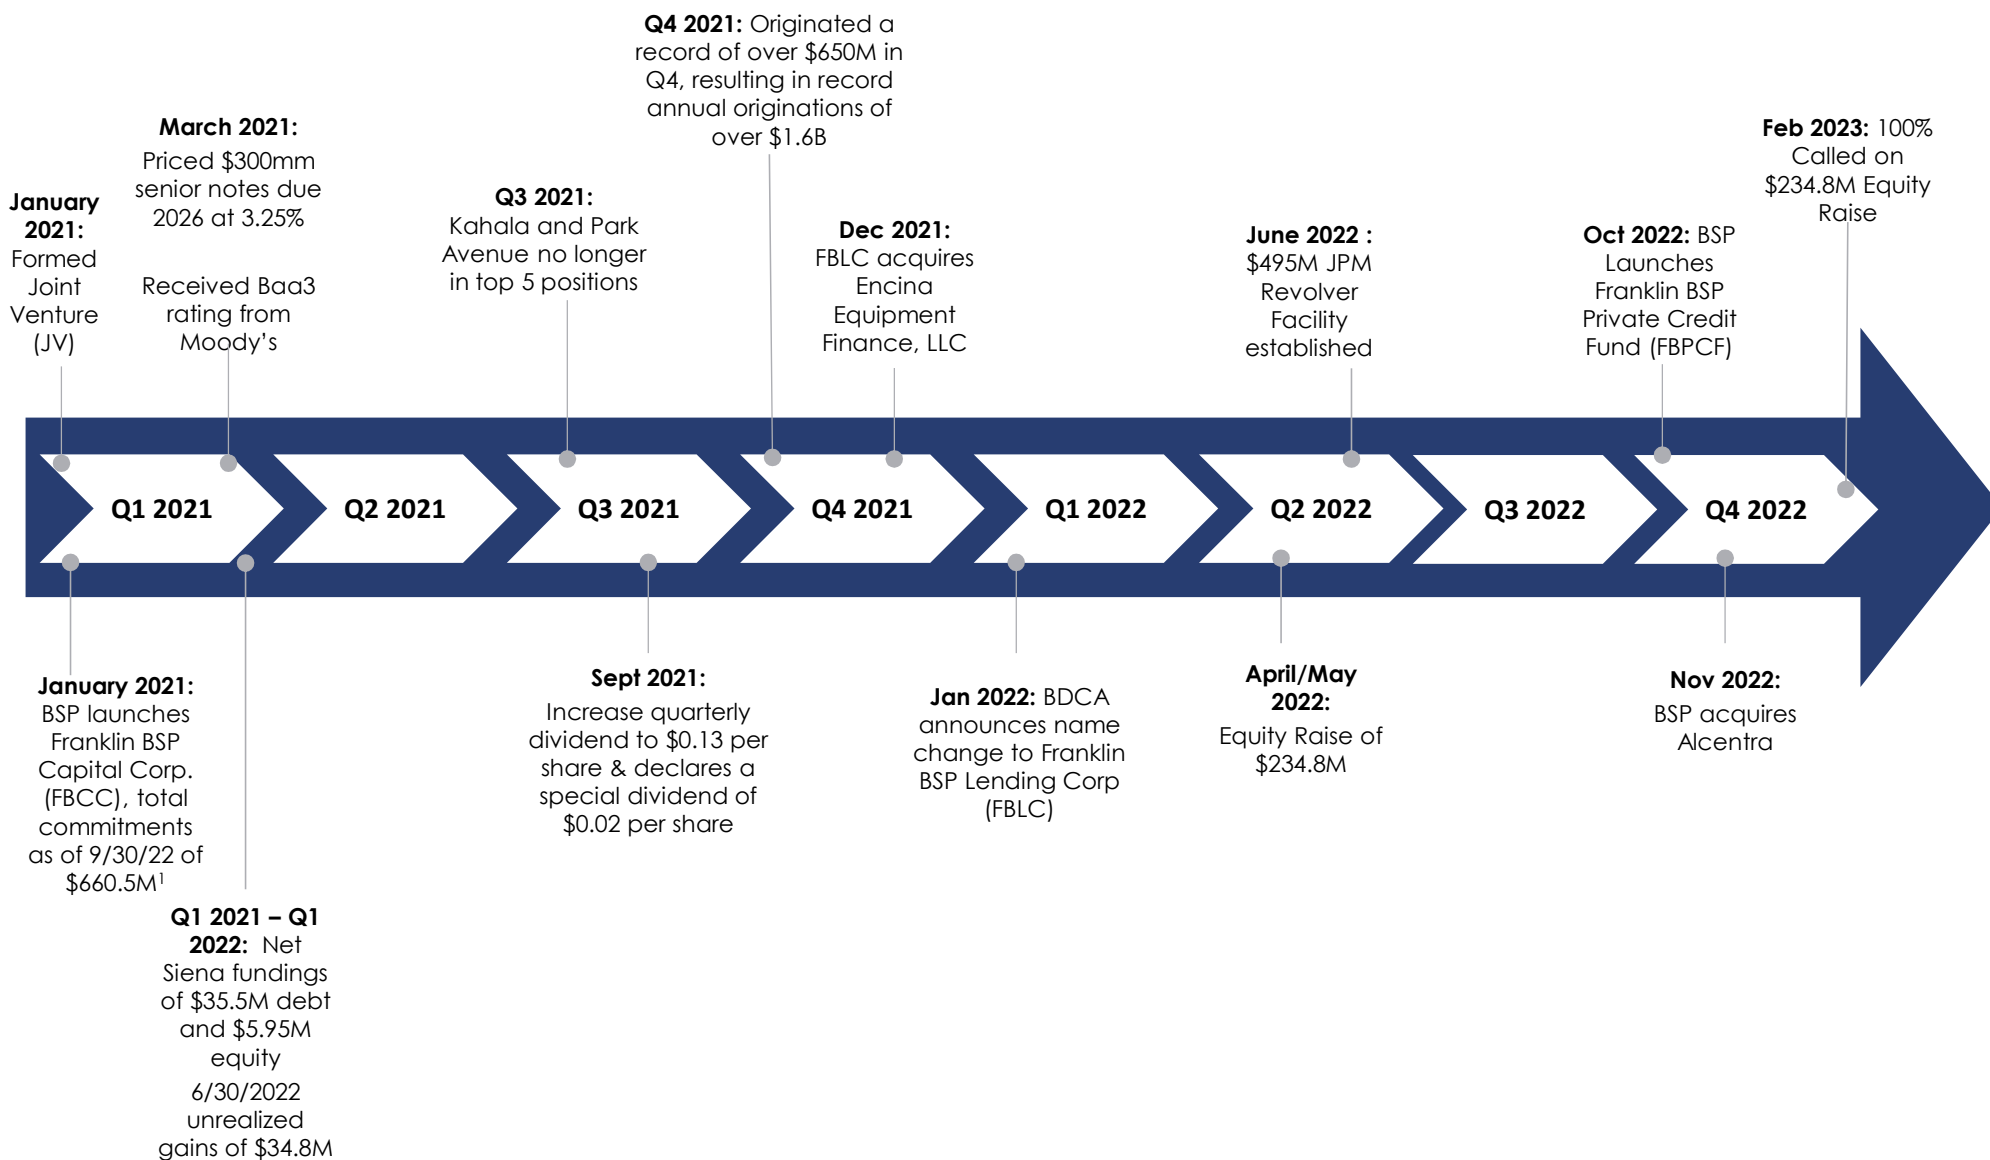 January
2021:
Formed
Joint
Venture
(JV)
March 2021:
Priced $300mm
senior notes due
2026 at 3.25%
Received Baa3
rating from
Moody’s
Q3 2021:
Kahala and Park
Avenue no longer
in top 5 positions
Q4 2021: Originated a
record of over $650M in
Q4, resulting in record
annual originations of
over $1.6B
Dec 2021:
FBLC acquires
Encina
Equipment
Finance, LLC
June 2022 :
$495M JPM
Revolver
Facility
established
Oct 2022: BSP
Launches
Franklin BSP
Private Credit
Fund (FBPCF)
Feb 2023: 100%
Called on
$234.8M Equity
Raise
Q1 2021
Q2 2021
Q3 2021
Q4 2021
Q1 2022
Q2 2022
Q3 2022
Q4 2022
January 2021:
BSP launches
Franklin BSP
Capital Corp.
(FBCC), total
commitments
as of 9/30/22 of
$660.5M¹
Q1 2021 – Q1
2022: Net
Siena fundings
of $35.5M debt
and $5.95M
equity
6/30/2022
unrealized
gains of $34.8M
Sept 2021:
Increase quarterly
dividend to $0.13 per
share & declares a
special dividend of
$0.02 per share
Jan 2022: BDCA
announces name
change to Franklin
BSP Lending Corp
(FBLC)
April/May
2022:
Equity Raise of
$234.8M
Nov 2022:
BSP acquires
Alcentra